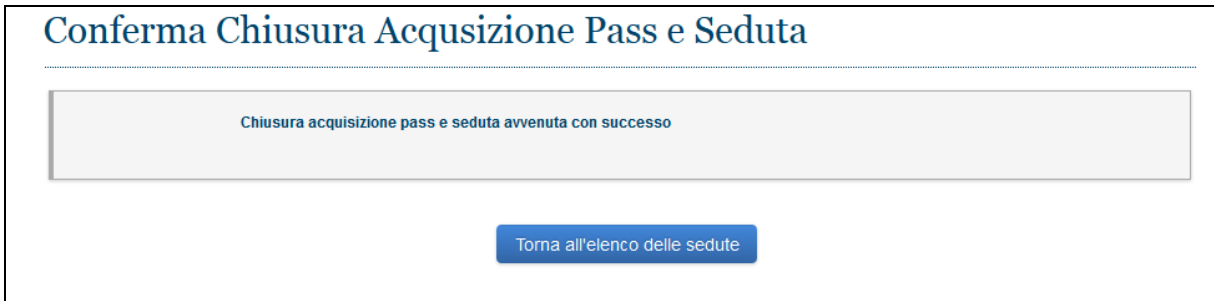 Conferma Chiusura Acqusizione Pass e Seduta
Chiusura acquisizione pass e seduta avvenuta con successo
Torna all'elenco delle sedute